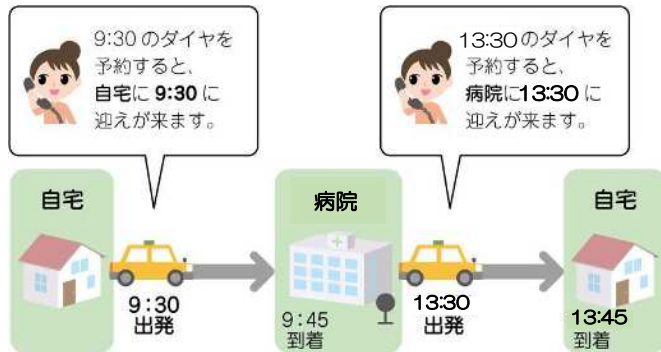 9:30 のダイヤを
予約すると、
自宅に 9:30 に
迎えが来ます。
13:30 のダイヤを
予約すると、
病院に13:30 に
迎えが来ます。
自宅
病院
自宅
9:30
出発
9:45
到着
13:30
出発
13:45
到着